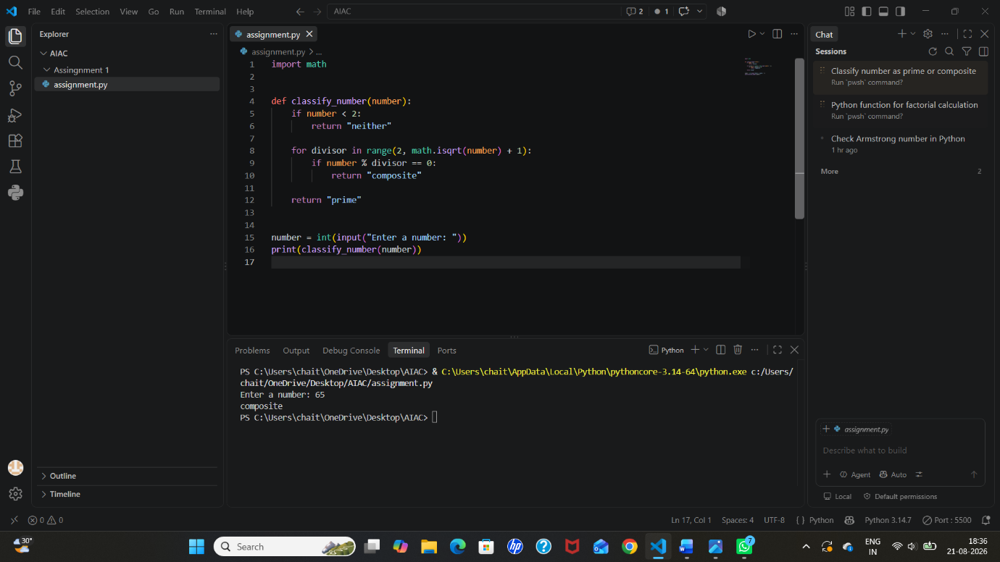 File Edit Selection View Go Run Terminal Help
AIAC
2
1
Explorer
AIAC
Assingnment 1
assignment.py
Outline
Timeline
assignment.py
assignment.py > ...
1 import math
2
3
4 def classify_number(number):
5 if number < 2:
6 return "neither"
7
8 for divisor in range(2, math.isqrt(number) + 1):
9 if number % divisor == 0:
10 return "composite"
11
12 return "prime"
13
14
15 number = int(input("Enter a number: "))
16 print(classify_number(number))
17
Problems Output Debug Console Terminal Ports
Python
PS C:\Users\chait\OneDrive\Desktop\AIAC> & C:\Users\chait\AppData\Local\Python\pythoncore-3.14-64\python.exe c:/Users/
chait/OneDrive/Desktop/AIAC/assignment.py
Enter a number: 65
composite
PS C:\Users\chait\OneDrive\Desktop\AIAC>
Chat
Sessions
Classify number as prime or composite
Run `pwsh` command?
Python function for factorial calculation
Run `pwsh` command?
Check Armstrong number in Python
1 hr ago
More 2
assignment.py
Describe what to build
Agent Auto
Local Default permissions
0 0
Ln 17, Col 1 Spaces: 4 UTF-8 { } Python Python 3.14.7 Port : 5500
30°
Search
hp
7
ENG
IN
18:36
21-08-2026